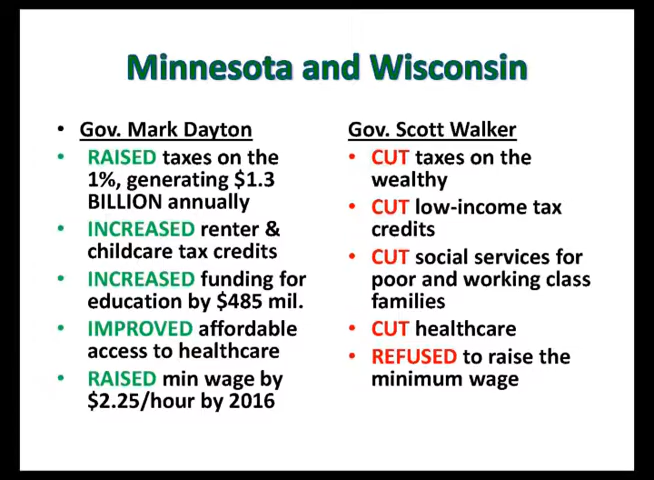 Minnesota and Wisconsin
• Gov. Mark Dayton
• RAISED taxes on the
1%, generating $1.3
BILLION annually
• INCREASED renter &
childcare tax credits
• INCREASED funding for
education by $485 mil.
• IMPROVED affordable
access to healthcare
• RAISED min wage by
$2.25/hour by 2016
Gov. Scott Walker
• CUT taxes on the
wealthy
• CUT low-income tax
credits
• CUT social services for
poor and working class
families
• CUT healthcare
• REFUSED to raise the
minimum wage